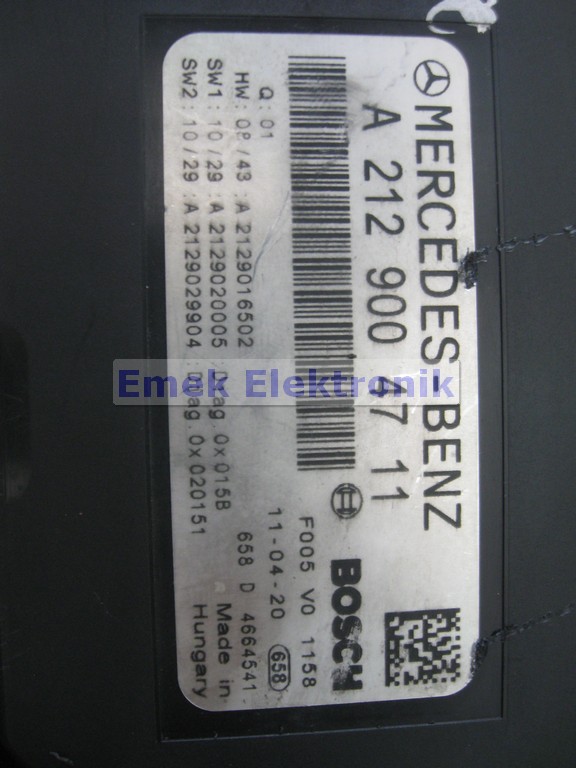 MERCEDES-BENZ
A 212 900 47 11
Q: 01
HW: 08/43 :A 2129016502
SW1: 10/29 :A 2129020005 :Diag.0x015B
SW2: 10/29 :A 2129029904 :Diag.0x020151
BOSCH
F005 V0 1158
11-04-20 658
658 D 4664541-
Made in
Hungary
Emek Elektronik